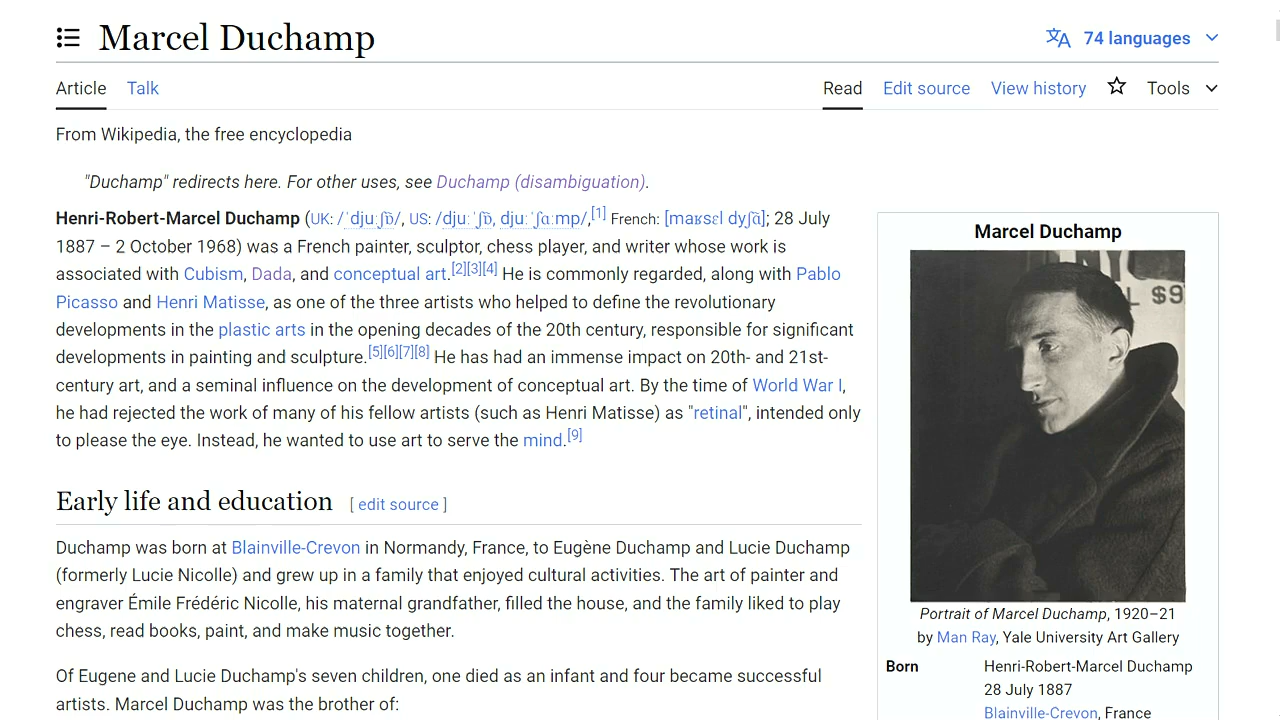 Marcel Duchamp
74 languages
Article Talk
Read Edit source View history Tools
From Wikipedia, the free encyclopedia
"Duchamp" redirects here. For other uses, see Duchamp (disambiguation).
Henri-Robert-Marcel Duchamp (UK: /ˈdjuːʃɒ̃/, US: /djuːˈʃɒ̃, djuːˈʃɑːmp/,[1] French: [maʁsɛl dyʃɑ̃]; 28 July
1887 – 2 October 1968) was a French painter, sculptor, chess player, and writer whose work is
associated with Cubism, Dada, and conceptual art.[2][3][4] He is commonly regarded, along with Pablo
Picasso and Henri Matisse, as one of the three artists who helped to define the revolutionary
developments in the plastic arts in the opening decades of the 20th century, responsible for significant
developments in painting and sculpture.[5][6][7][8] He has had an immense impact on 20th- and 21st-
century art, and a seminal influence on the development of conceptual art. By the time of World War I,
he had rejected the work of many of his fellow artists (such as Henri Matisse) as "retinal", intended only
to please the eye. Instead, he wanted to use art to serve the mind.[9]
Early life and education [ edit source ]
Duchamp was born at Blainville-Crevon in Normandy, France, to Eugène Duchamp and Lucie Duchamp
(formerly Lucie Nicolle) and grew up in a family that enjoyed cultural activities. The art of painter and
engraver Émile Frédéric Nicolle, his maternal grandfather, filled the house, and the family liked to play
chess, read books, paint, and make music together.
Of Eugene and Lucie Duchamp's seven children, one died as an infant and four became successful
artists. Marcel Duchamp was the brother of:
Marcel Duchamp
L $9
Portrait of Marcel Duchamp, 1920–21
by Man Ray, Yale University Art Gallery
Born Henri-Robert-Marcel Duchamp
28 July 1887
Blainville-Crevon, France